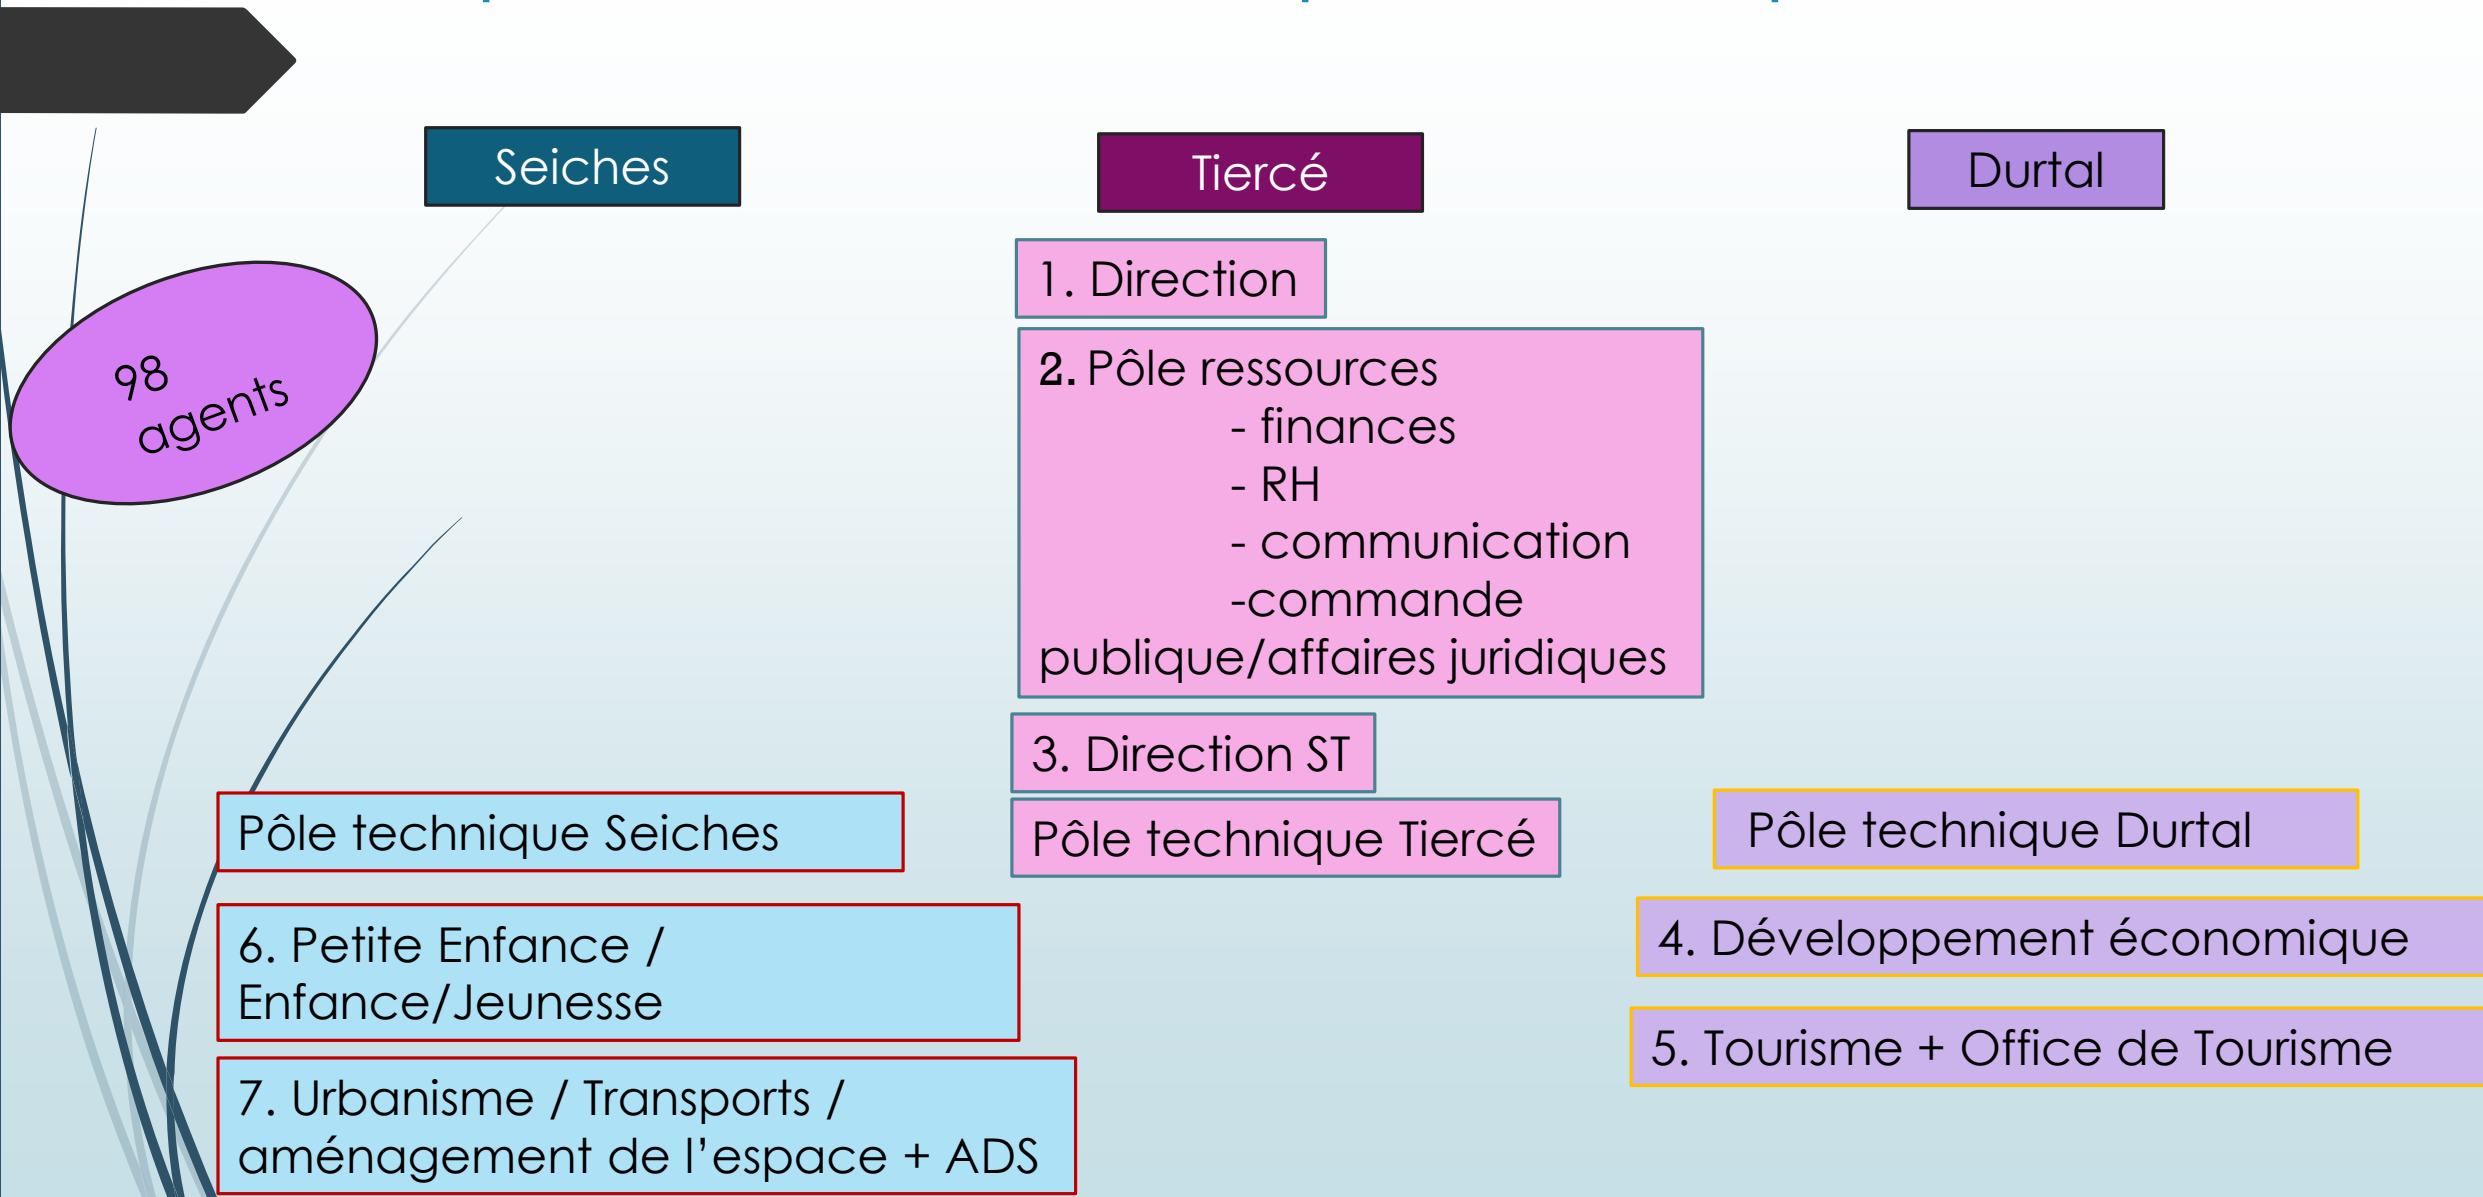 Seiches
Tiercé
Durtal
98
agents
1. Direction
2. Pôle ressources
- finances
- RH
- communication
-commande
publique/affaires juridiques
3. Direction ST
Pôle technique Seiches
Pôle technique Tiercé
Pôle technique Durtal
6. Petite Enfance /
Enfance/Jeunesse
4. Développement économique
5. Tourisme + Office de Tourisme
7. Urbanisme / Transports /
aménagement de l’espace + ADS